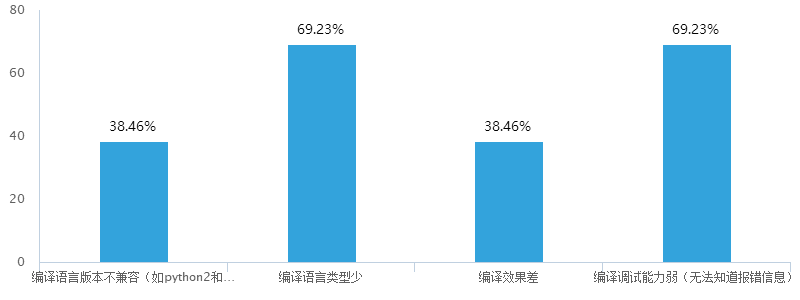 80
60
40
20
0
38.46%
69.23%
38.46%
69.23%
编译语言版本不兼容（如python2和...
编译语言类型少
编译效果差
编译调试能力弱（无法知道报错信息）